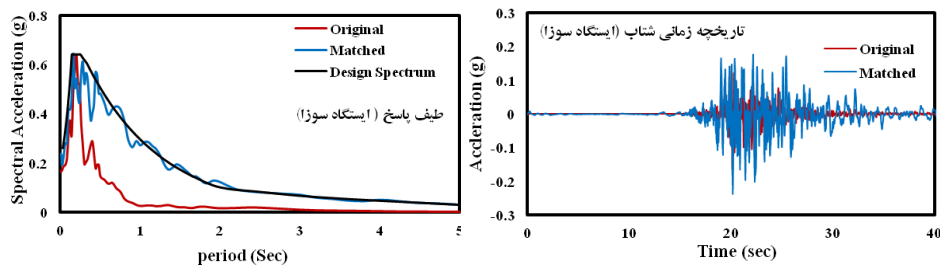 Spectral Acceleration (g)
0.8
0.6
0.4
0.2
0
0
1
2
3
4
5
period (Sec)
Original
Matched
Design Spectrum
طیف پاسخ ( ایستگاه سوزا)
Accleration (g)
0.3
0.2
0.1
0
-0.1
-0.2
-0.3
0
10
20
30
40
Time (sec)
تاریخچه زمانی شتاب (ایستگاه سوزا)
Original
Matched